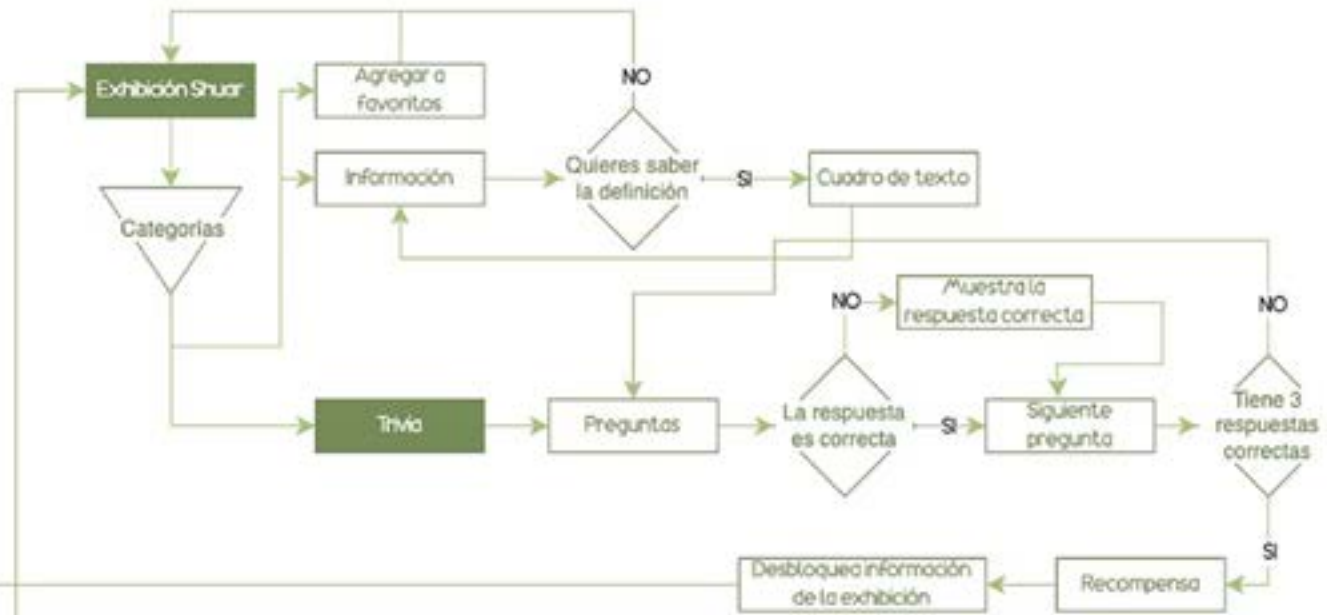 NO
Exhibición Shuar
Agregar a
favoritos
Quieres saber
la definición
Información
SI
Cuadro de texto
Categorías
NO
Muestra la
respuesta correcta
NO
Trivia
Preguntas
La respuesta
es correcta
SI
Siguiente
pregunta
Tiene 3
respuestas
correctas
SI
Desbloquea información
de la exhibición
Recompensa